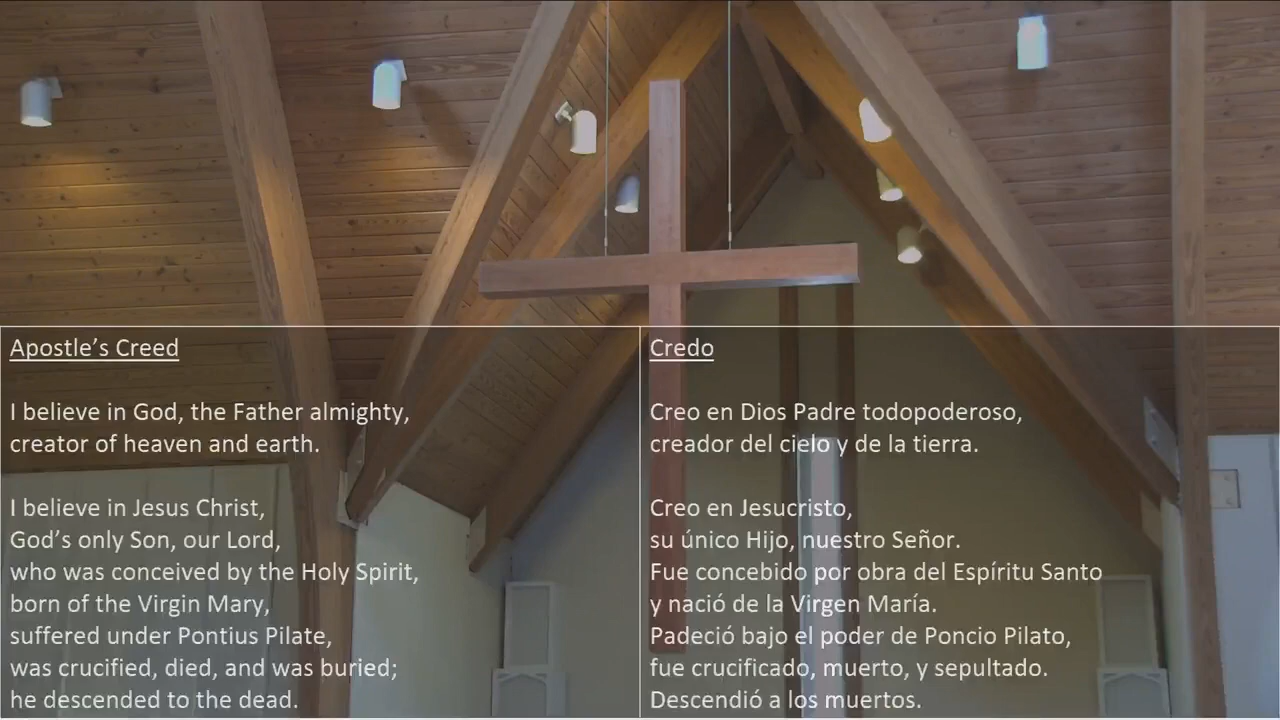 Apostle’s Creed
I believe in God, the Father almighty,
creator of heaven and earth.
I believe in Jesus Christ,
God’s only Son, our Lord,
who was conceived by the Holy Spirit,
born of the Virgin Mary,
suffered under Pontius Pilate,
was crucified, died, and was buried;
he descended to the dead.
Credo
Creo en Dios Padre todopoderoso,
creador del cielo y de la tierra.
Creo en Jesucristo,
su único Hijo, nuestro Señor.
Fue concebido por obra del Espíritu Santo
y nació de la Virgen María.
Padeció bajo el poder de Poncio Pilato,
fue crucificado, muerto, y sepultado.
Descendió a los muertos.